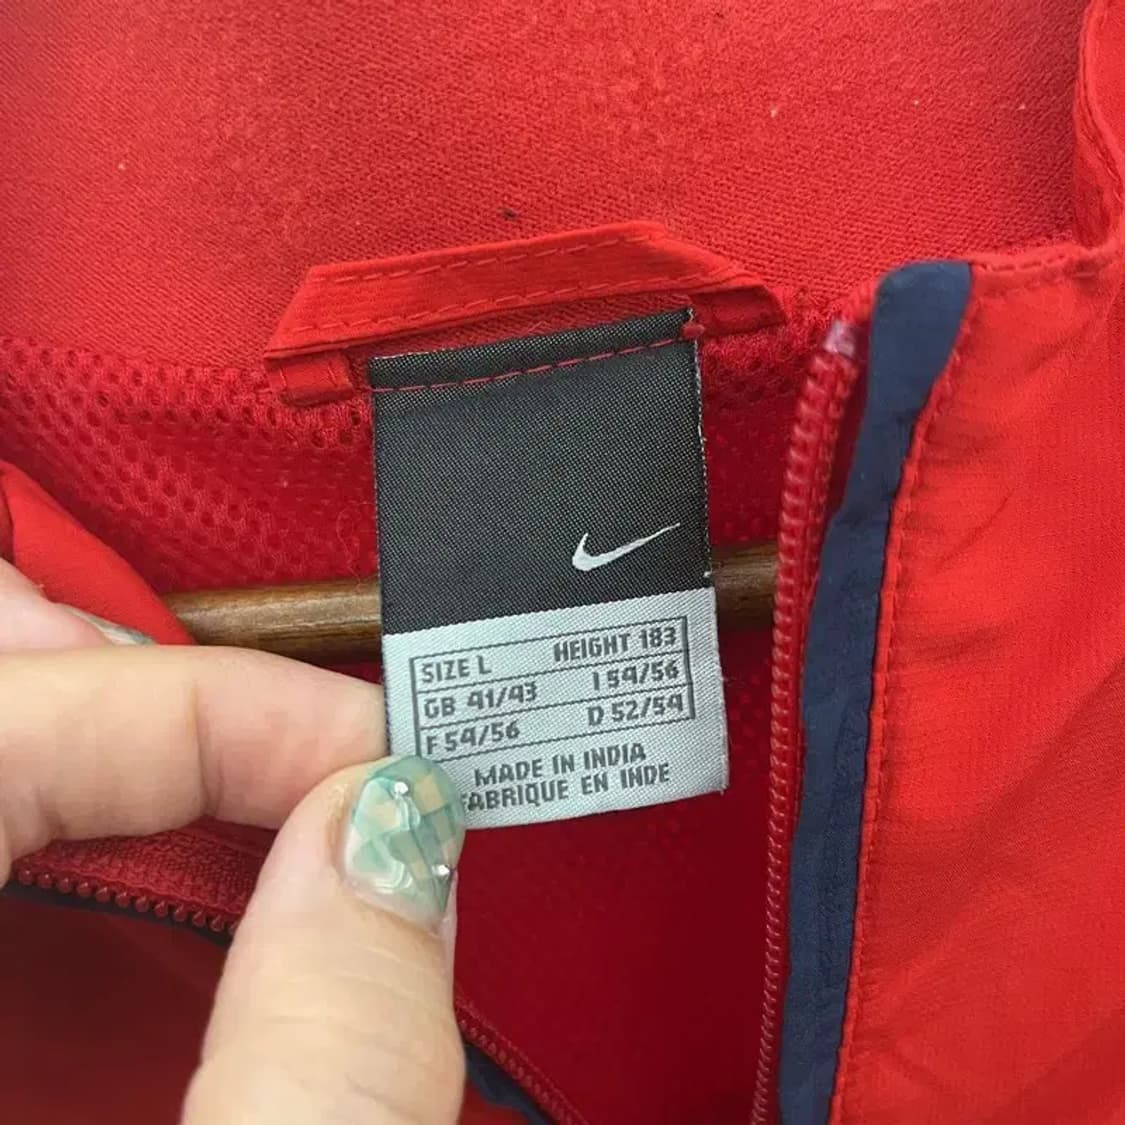 SIZE L HEIGHT 183
GB 41/43 I 54/56
F 54/56 D 52/54
MADE IN INDIA
FABRIQUE EN INDE